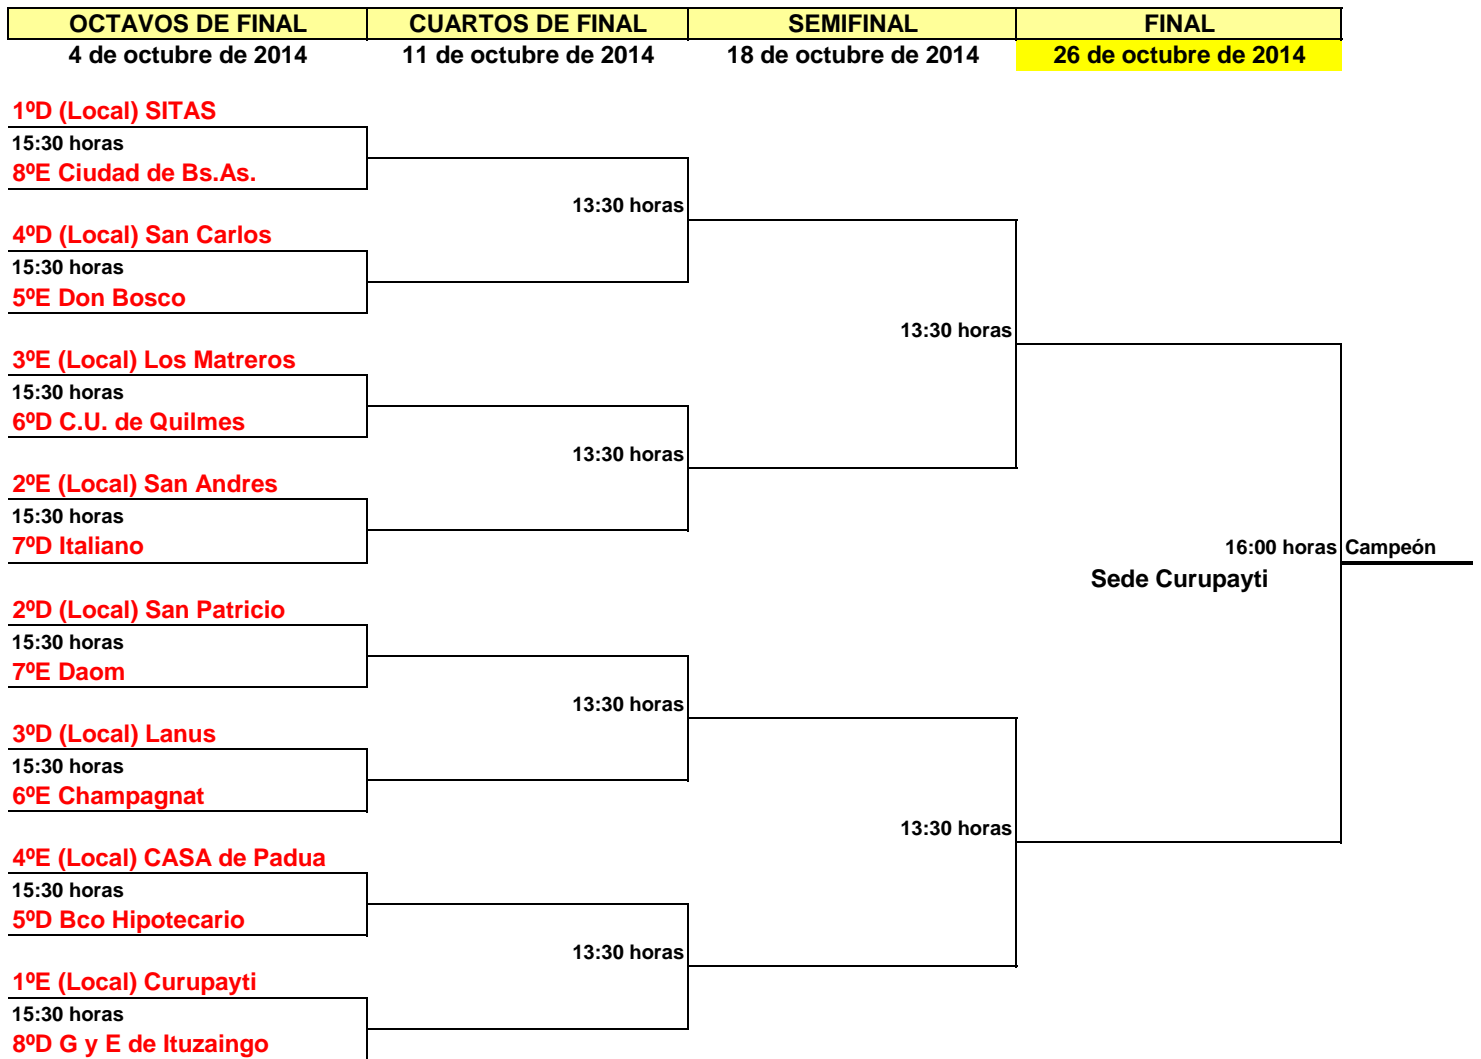 OCTAVOS DE FINAL CUARTOS DE FINAL SEMIFINAL FINAL
4 de octubre de 2014 11 de octubre de 2014 18 de octubre de 2014 26 de octubre de 2014
1ºD (Local) SITAS
15:30 horas
8ºE Ciudad de Bs.As.
13:30 horas
4ºD (Local) San Carlos
15:30 horas
5ºE Don Bosco
13:30 horas
3ºE (Local) Los Matreros
15:30 horas
6ºD C.U. de Quilmes
13:30 horas
2ºE (Local) San Andres
15:30 horas
7ºD Italiano
16:00 horas Campeón
Sede Curupayti
2ºD (Local) San Patricio
15:30 horas
7ºE Daom
13:30 horas
3ºD (Local) Lanus
15:30 horas
6ºE Champagnat
13:30 horas
4ºE (Local) CASA de Padua
15:30 horas
5ºD Bco Hipotecario
13:30 horas
1ºE (Local) Curupayti
15:30 horas
8ºD G y E de Ituzaingo